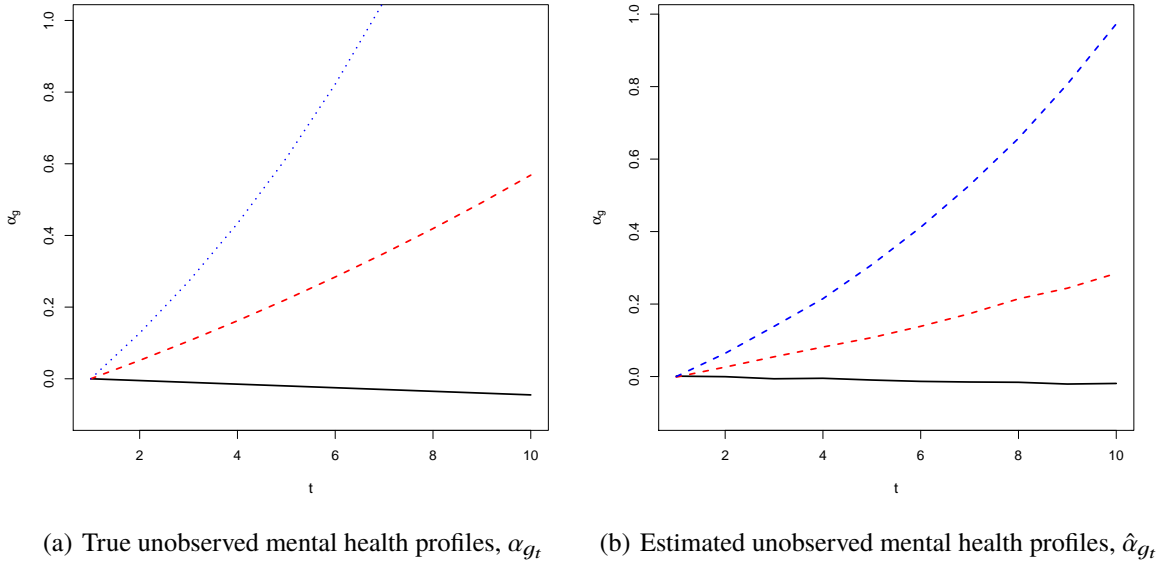 1.0
0.8
0.6
0.4
0.2
0.0
α_g
2 4 6 8 10
t
(a) True unobserved mental health profiles, α_{g_t}
1.0
0.8
0.6
0.4
0.2
0.0
α_g
2 4 6 8 10
t
(b) Estimated unobserved mental health profiles, α̂_{g_t}